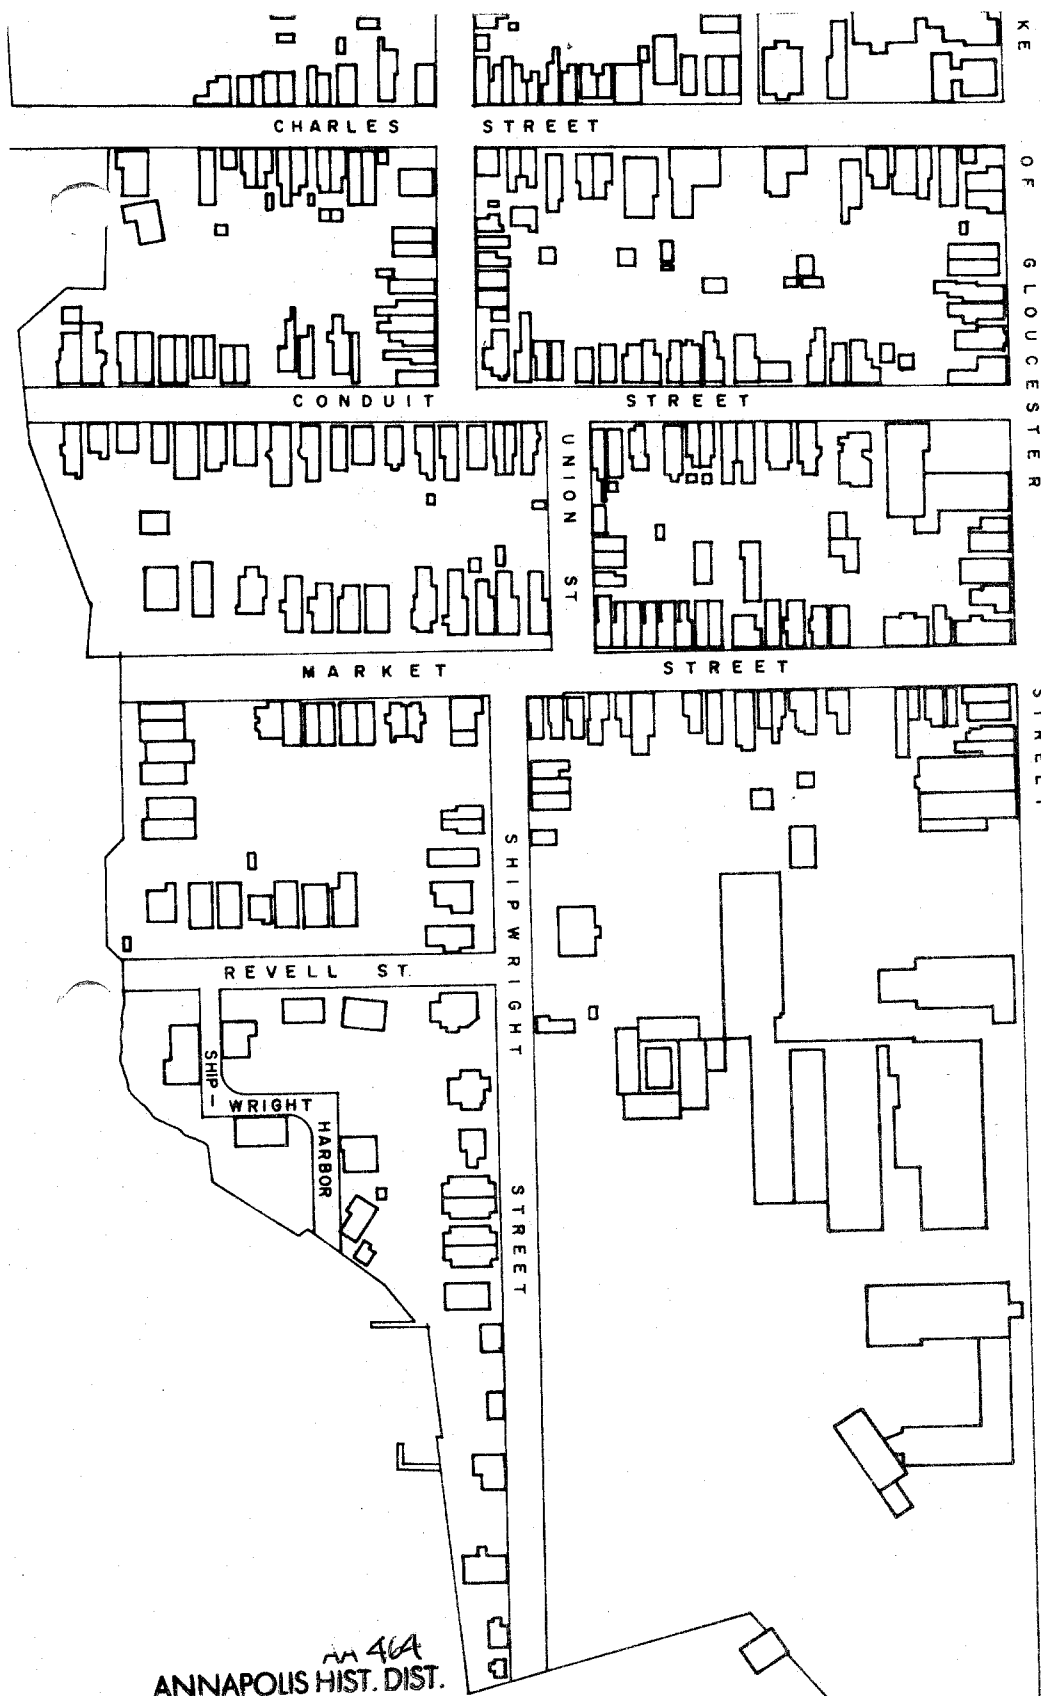 CHARLES STREET
KE OF GLOUCESTER STREET
CONDUIT STREET
UNION ST.
MARKET STREET
SHIPWRIGHT STREET
REVELL ST.
SHIP-
WRIGHT
HARBOR
AA 464
ANNAPOLIS HIST. DIST.